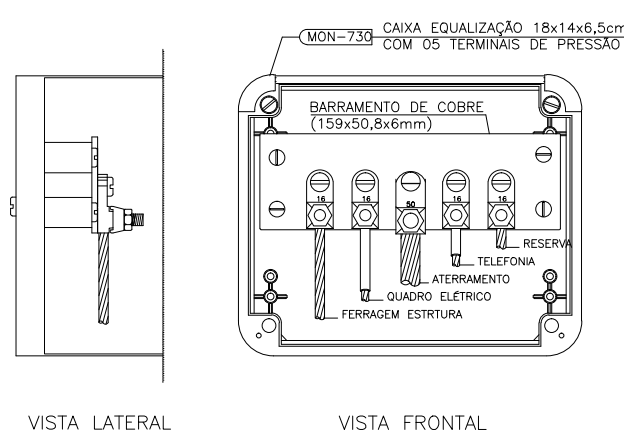 MON-730
CAIXA EQUALIZAÇÃO 18x14x6,5cm
COM 05 TERMINAIS DE PRESSÃO
BARRAMENTO DE COBRE
(159x50,8x6mm)
16 16 50 16 16
RESERVA
TELEFONIA
ATERRAMENTO
QUADRO ELÉTRICO
FERRAGEM ESTRTURA
VISTA LATERAL
VISTA FRONTAL